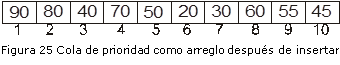 90 80 40 70 50 20 30 60 55 45
1 2 3 4 5 6 7 8 9 10
Figura 25 Cola de prioridad como arreglo después de insertar